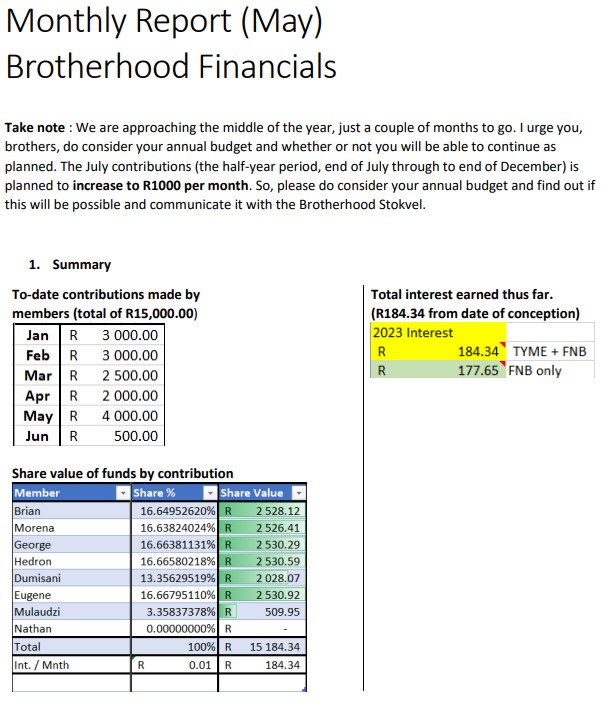 Monthly Report (May)
Brotherhood Financials
Take note : We are approaching the middle of the year, just a couple of months to go. I urge you,
brothers, do consider your annual budget and whether or not you will be able to continue as
planned. The July contributions (the half-year period, end of July through to end of December) is
planned to increase to R1000 per month. So, please do consider your annual budget and find out if
this will be possible and communicate it with the Brotherhood Stokvel.
1. Summary
To-date contributions made by
members (total of R15,000.00)
Jan R 3 000.00
Feb R 3 000.00
Mar R 2 500.00
Apr R 2 000.00
May R 4 000.00
Jun R 500.00
Total interest earned thus far.
(R184.34 from date of conception)
2023 Interest
R 184.34 TYME + FNB
R 177.65 FNB only
Share value of funds by contribution
Member Share % Share Value
Brian 16.64952620% R 2 528.12
Morena 16.63824024% R 2 526.41
George 16.66381131% R 2 530.29
Hedron 16.66580218% R 2 530.59
Dumisani 13.35629519% R 2 028.07
Eugene 16.66795110% R 2 530.92
Mulaudzi 3.35837378% R 509.95
Nathan 0.00000000% R -
Total 100% R 15 184.34
Int. / Mnth R 0.01 R 184.34